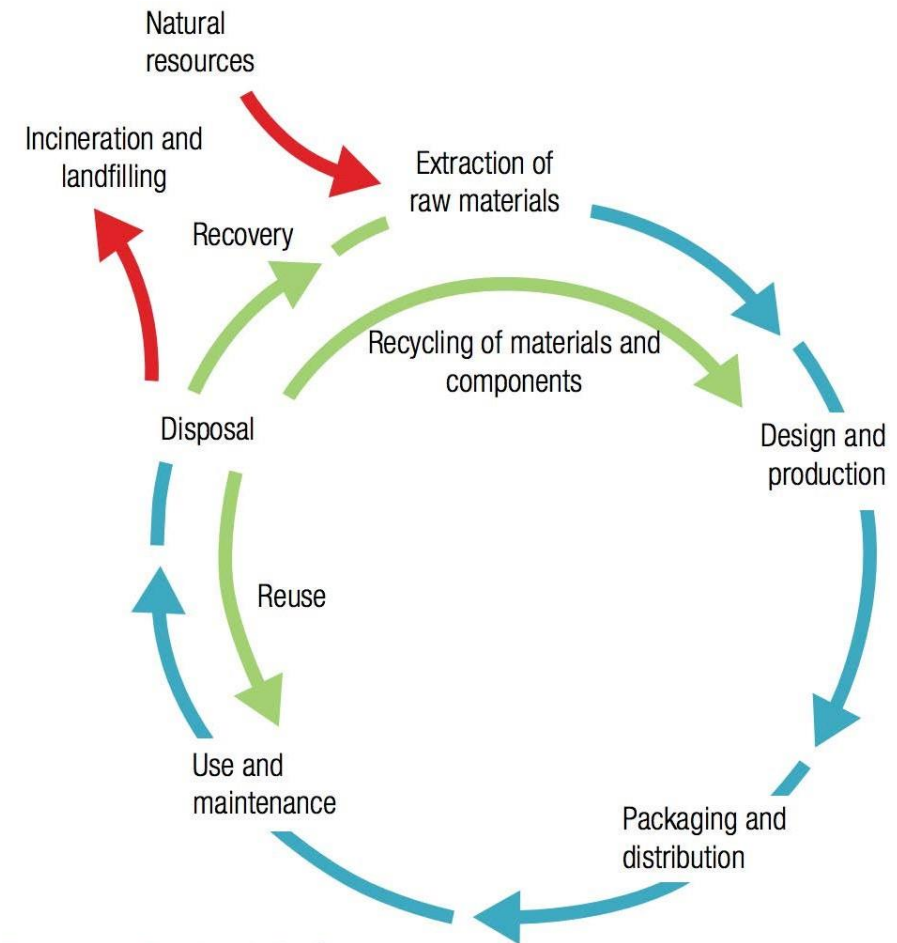 Natural
resources
Incineration and
landfilling
Extraction of
raw materials
Recovery
Recycling of materials and
components
Disposal
Design and
production
Reuse
Use and
maintenance
Packaging and
distribution